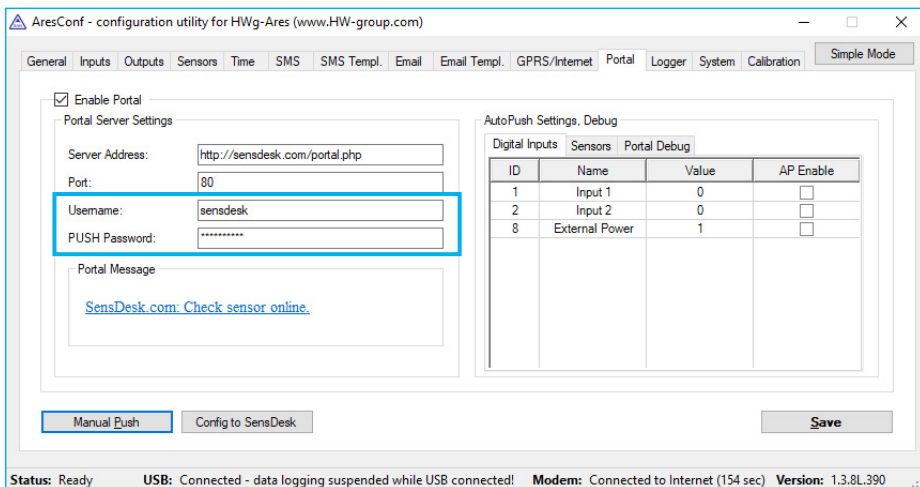 AresConf - configuration utility for HWg-Ares (www.HW-group.com)
General Inputs Outputs Sensors Time SMS SMS Templ. Email Email Templ. GPRS/Internet Portal Logger System Calibration Simple Mode
Enable Portal
Portal Server Settings
Server Address: http://sensdesk.com/portal.php
Port: 80
Username: sensdesk
PUSH Password: **********
Portal Message
SensDesk.com: Check sensor online.
AutoPush Settings, Debug
Digital Inputs Sensors Portal Debug
ID Name Value AP Enable
1 Input 1 0
2 Input 2 0
8 External Power 1
Manual Push Config to SensDesk Save
Status: Ready USB: Connected - data logging suspended while USB connected! Modem: Connected to Internet (154 sec) Version: 1.3.8L.390